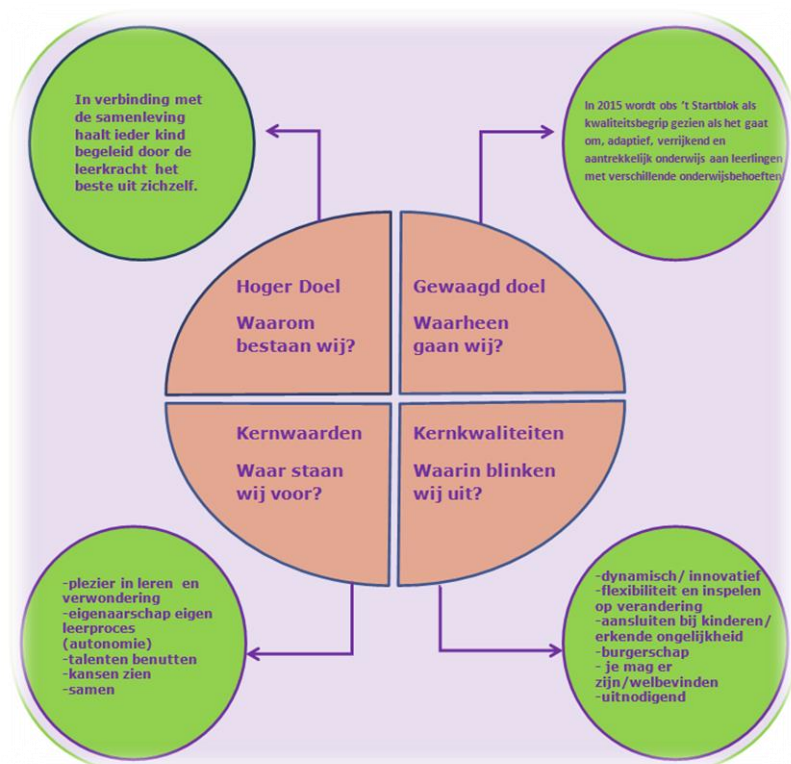 In verbinding met
de samenleving
haalt ieder kind
begeleid door de
leerkracht het
beste uit zichzelf.
In 2015 wordt obs ’t Startblok als
kwaliteitsbegrip gezien als het gaat
om, adaptief, verrijkend en
aantrekkelijk onderwijs aan leerlingen
met verschillende onderwijsbehoeften
Hoger Doel
Waarom
bestaan wij?
Gewaagd doel
Waarheen
gaan wij?
Kernwaarden
Waar staan
wij voor?
Kernkwaliteiten
Waarin blinken
wij uit?
-plezier in leren en
verwondering
-eigenaarschap eigen
leerproces
(autonomie)
-talenten benutten
-kansen zien
-samen
-dynamisch/ innovatief
-flexibiliteit en inspelen
op verandering
-aansluiten bij kinderen/
erkende ongelijkheid
-burgerschap
- je mag er
zijn/welbevinden
-uitnodigend